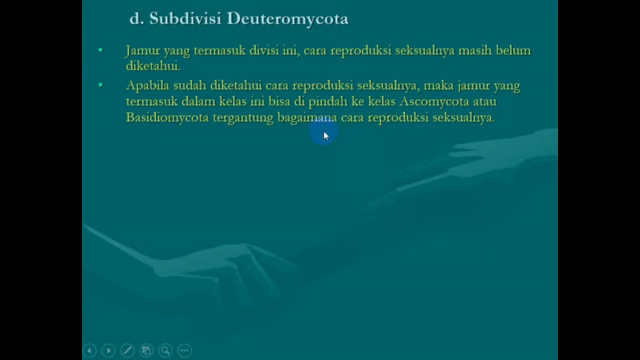 d. Subdivisi Deuteromycota
• Jamur yang termasuk divisi ini, cara reproduksi seksualnya masih belum
diketahui.
• Apabila sudah diketahui cara reproduksi seksualnya, maka jamur yang
termasuk dalam kelas ini bisa di pindah ke kelas Ascomycota atau
Basidiomycota tergantung bagaimana cara reproduksi seksualnya.